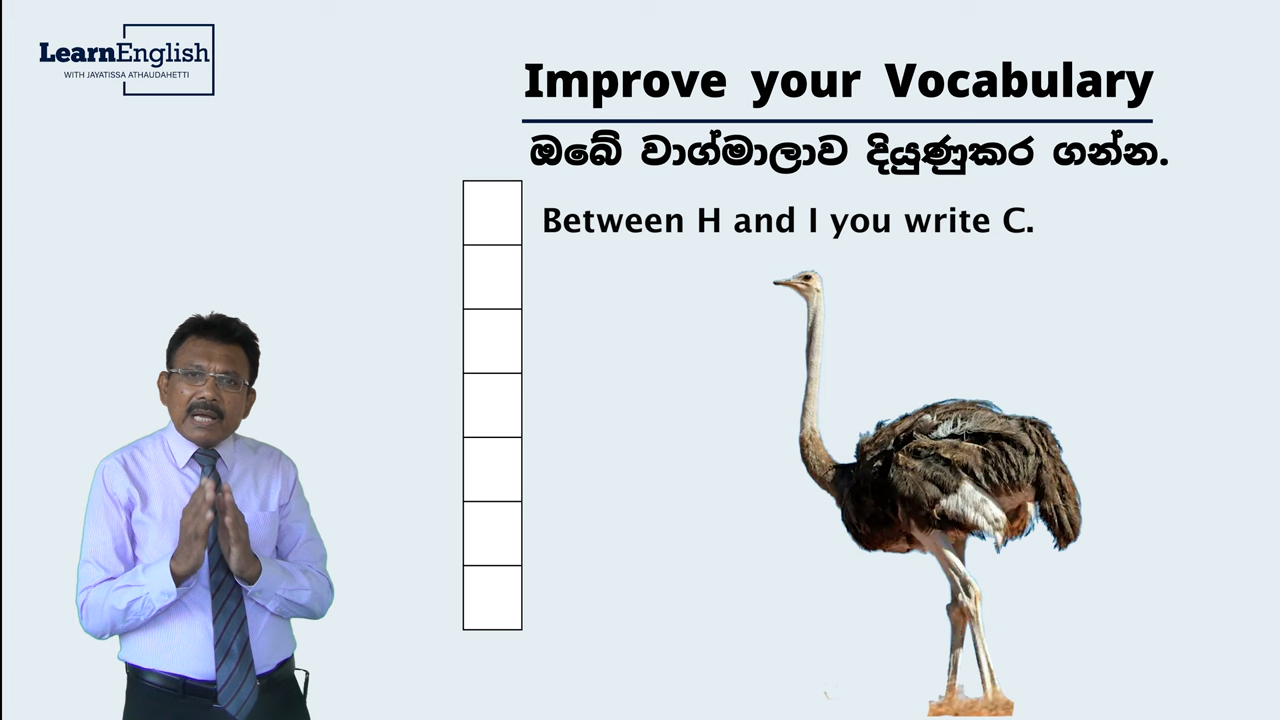 LearnEnglish
WITH JAYATISSA ATHAUDAHETTI
Improve your Vocabulary
ඔබේ වාග්මාලාව දියුණුකර ගන්න.
Between H and I you write C.